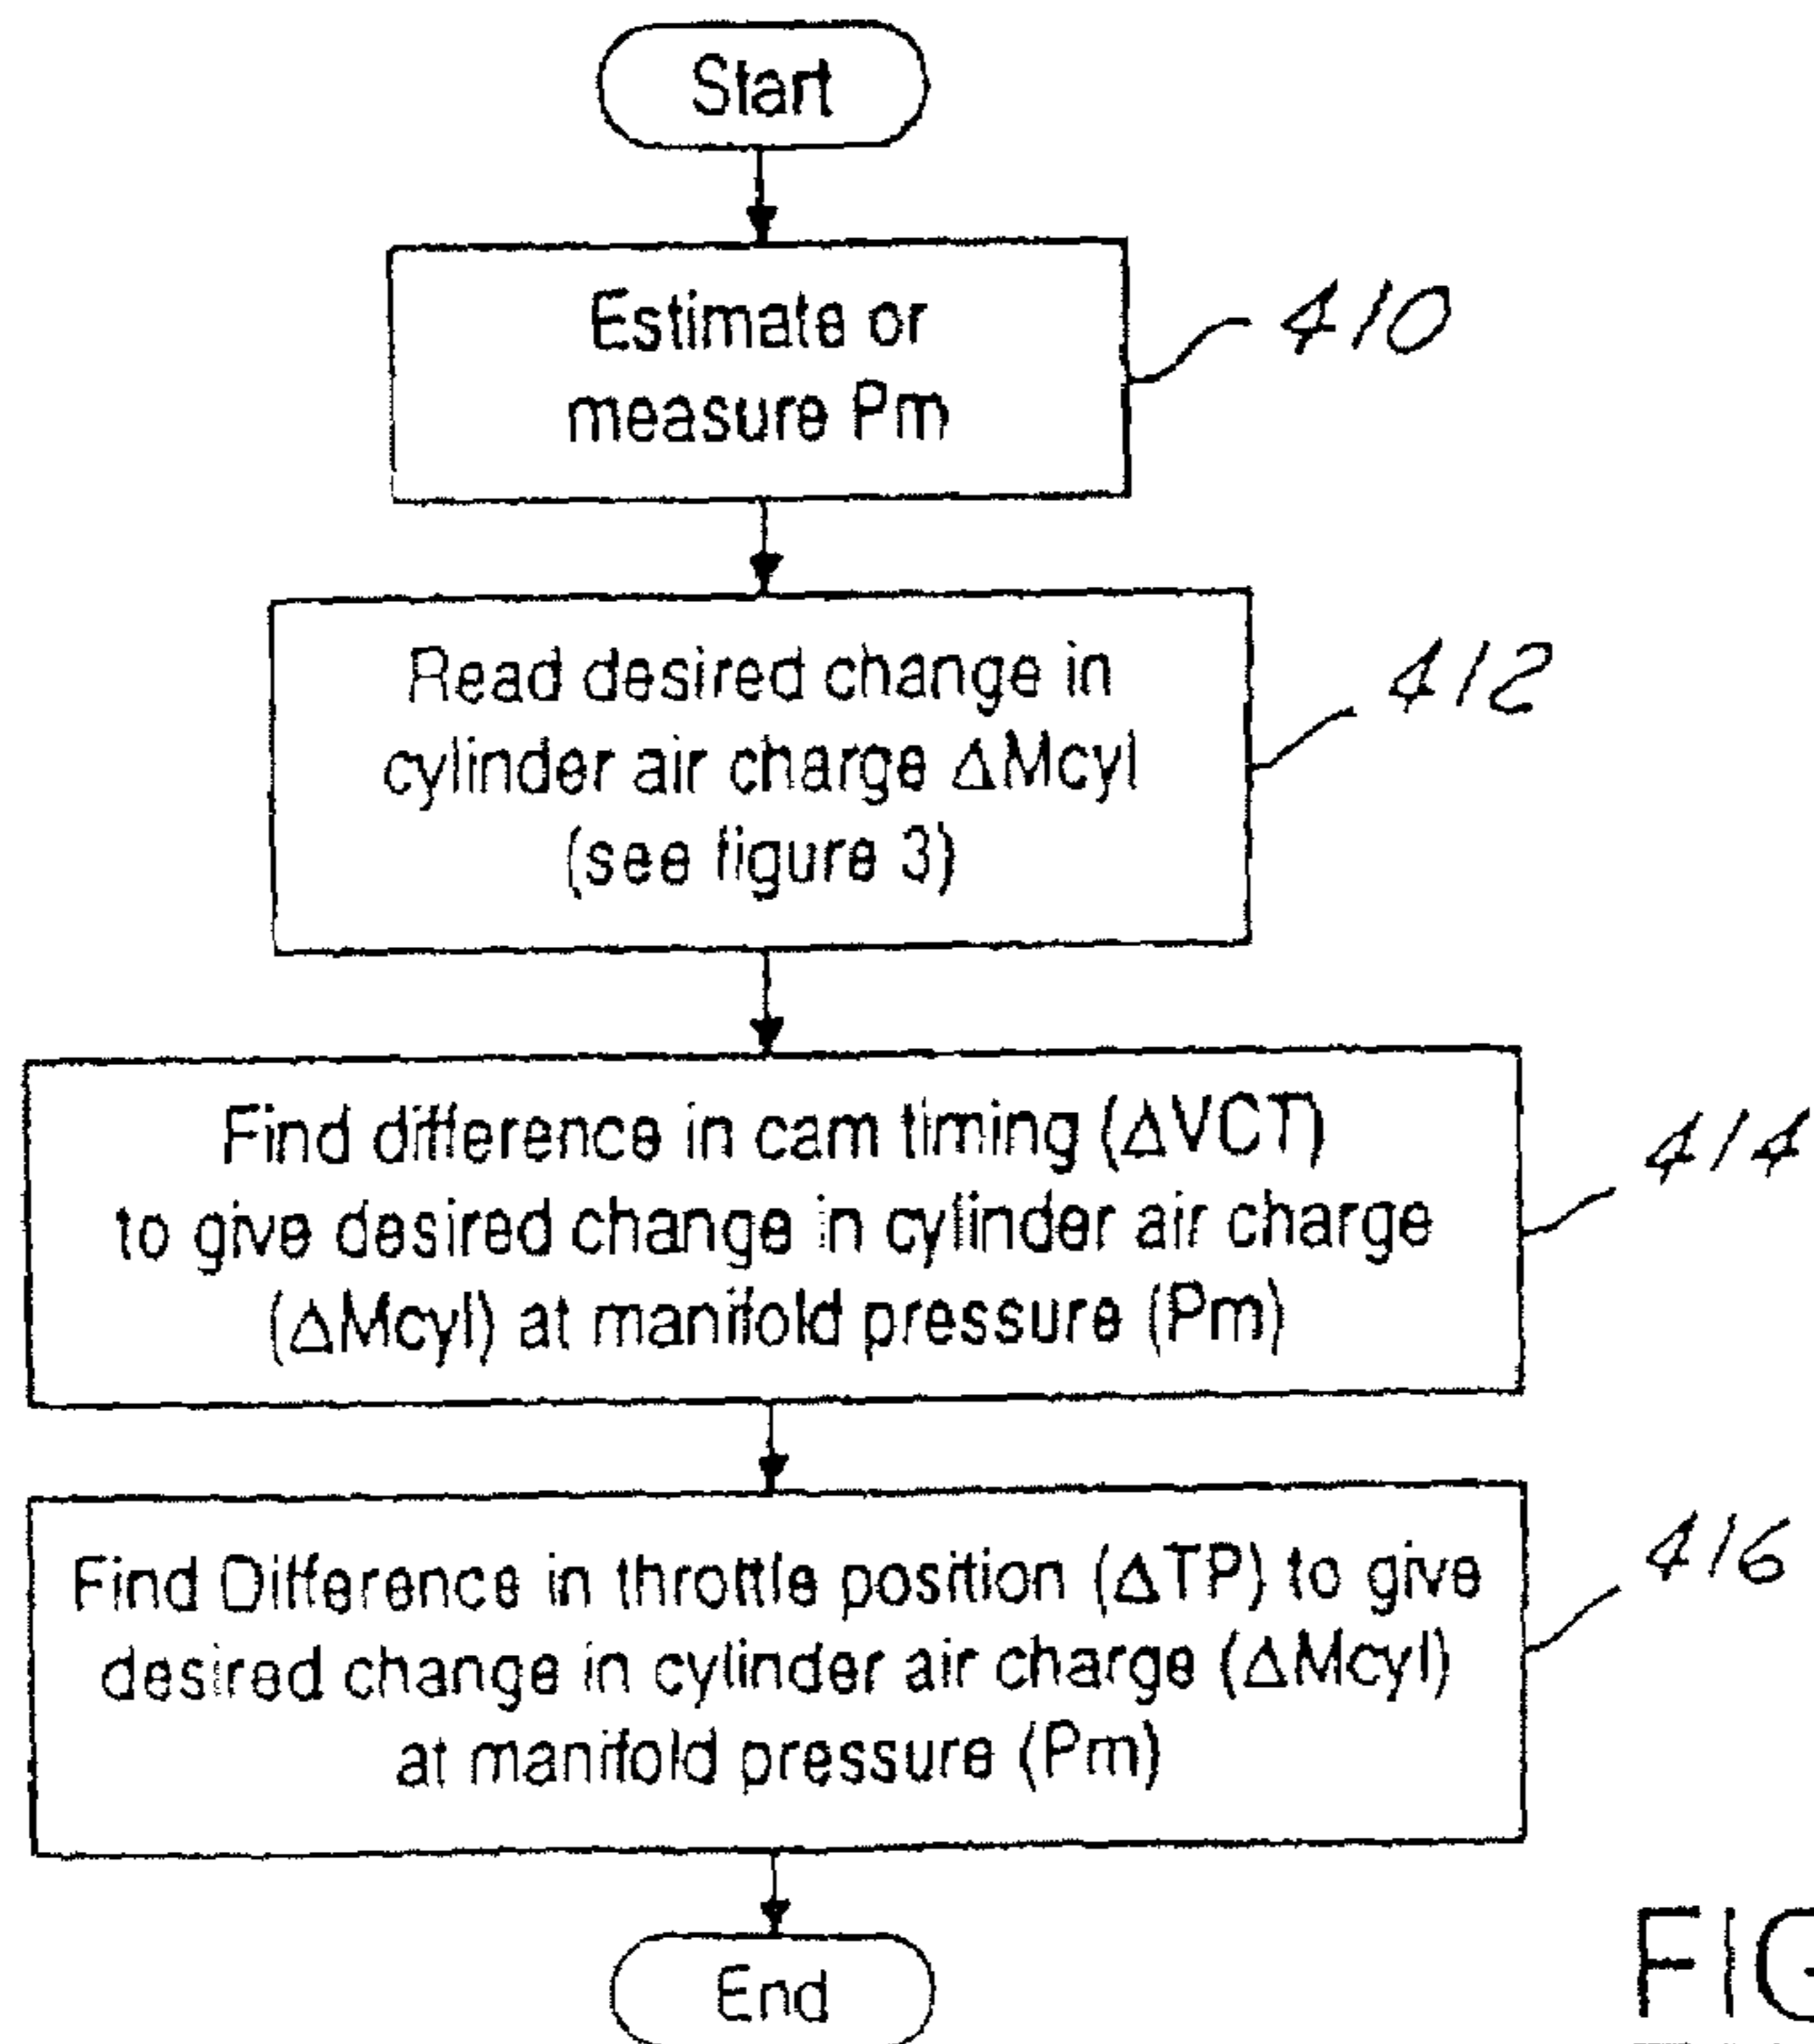 Start
Estimate or
measure Pm
410
Read desired change in
cylinder air charge ΔMcyl
(see figure 3)
412
Find difference in cam timing (ΔVCT)
to give desired change in cylinder air charge
(ΔMcyl) at manifold pressure (Pm)
414
Find Difference in throttle position (ΔTP) to give
desired change in cylinder air charge (ΔMcyl)
at manifold pressure (Pm)
416
End